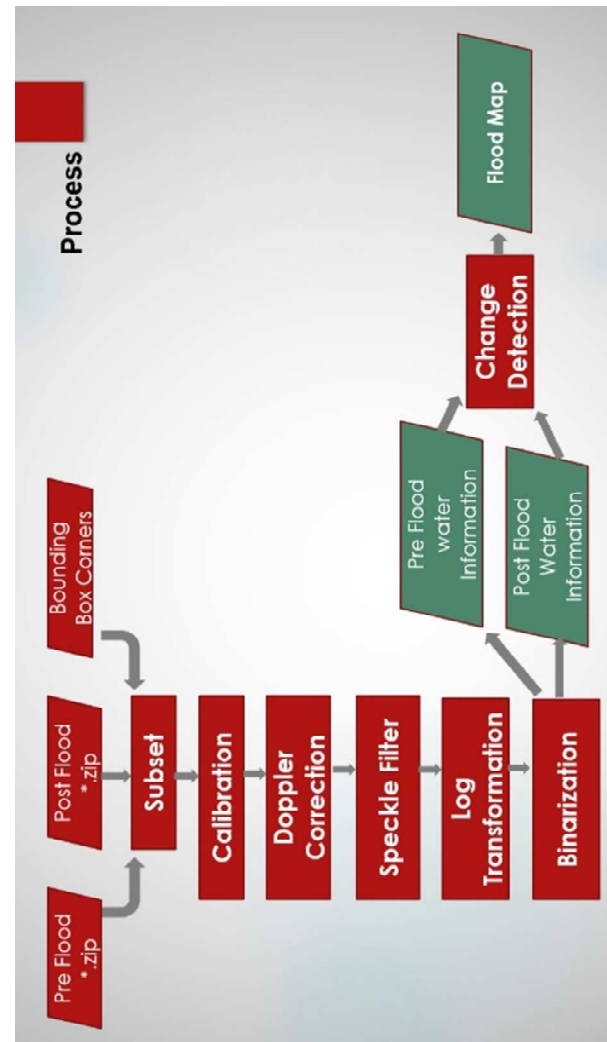 Process
Pre Flood
*.zip
Post Flood
*.zip
Bounding
Box Corners
Subset
Calibration
Doppler
Correction
Speckle Filter
Log
Transformation
Binarization
Pre Flood
water
Information
Post Flood
Water
Information
Change
Detection
Flood Map